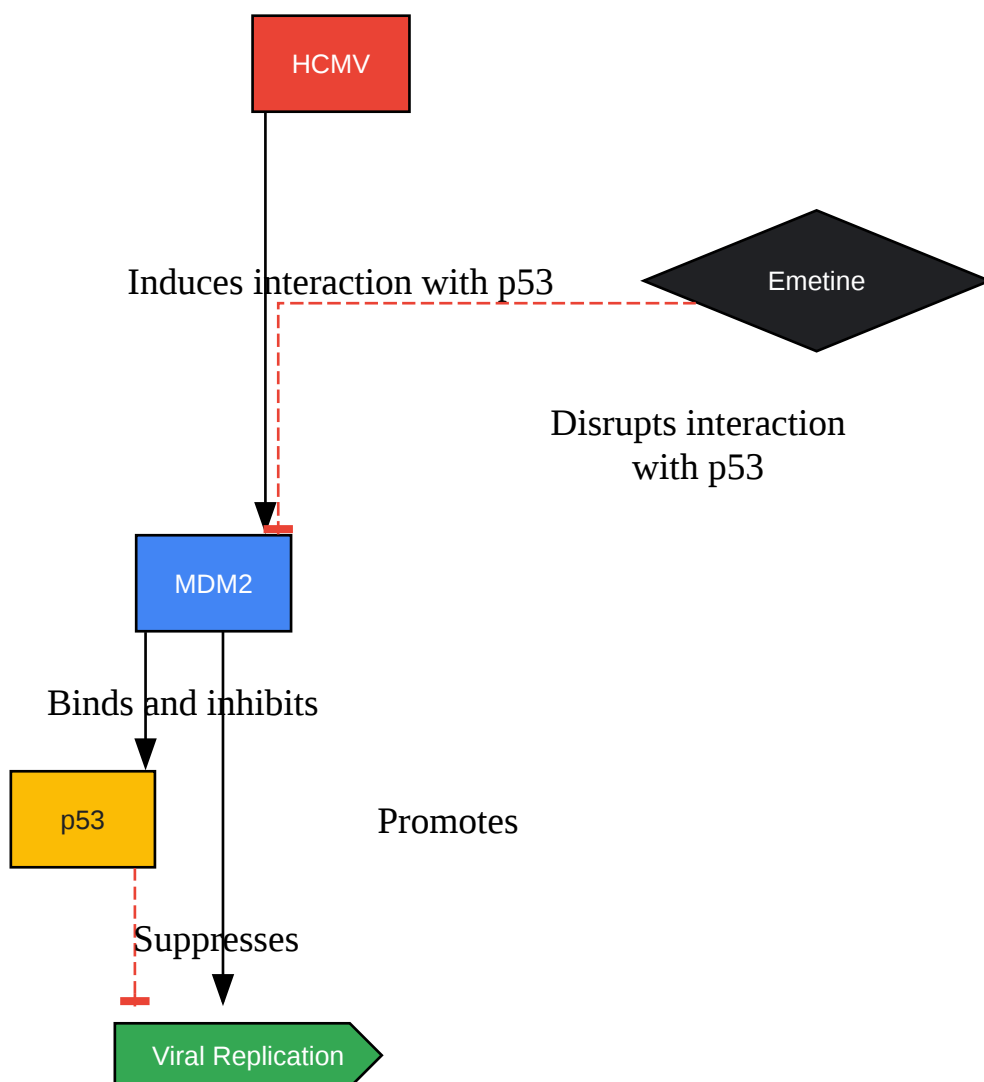 HCMV
Induces interaction with p53
Emetine
Disrupts interaction
with p53
MDM2
Binds and inhibits
p53
Promotes
Suppresses
Viral Replication